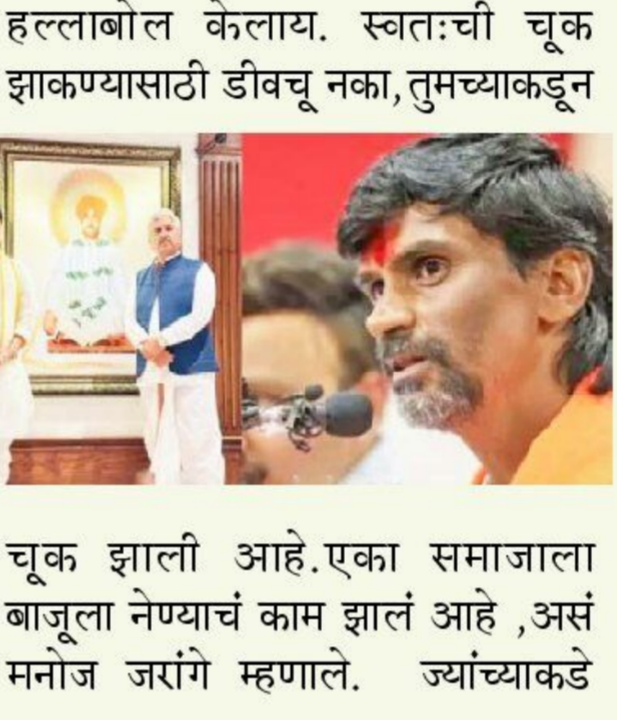 हल्लाबोल केलाय. स्वतःची चूक
झाकण्यासाठी डीवचू नका,तुमच्याकडून
चूक झाली आहे.एका समाजाला
बाजूला नेण्याचं काम झालं आहे ,असं
मनोज जरांगे म्हणाले. ज्यांच्याकडे